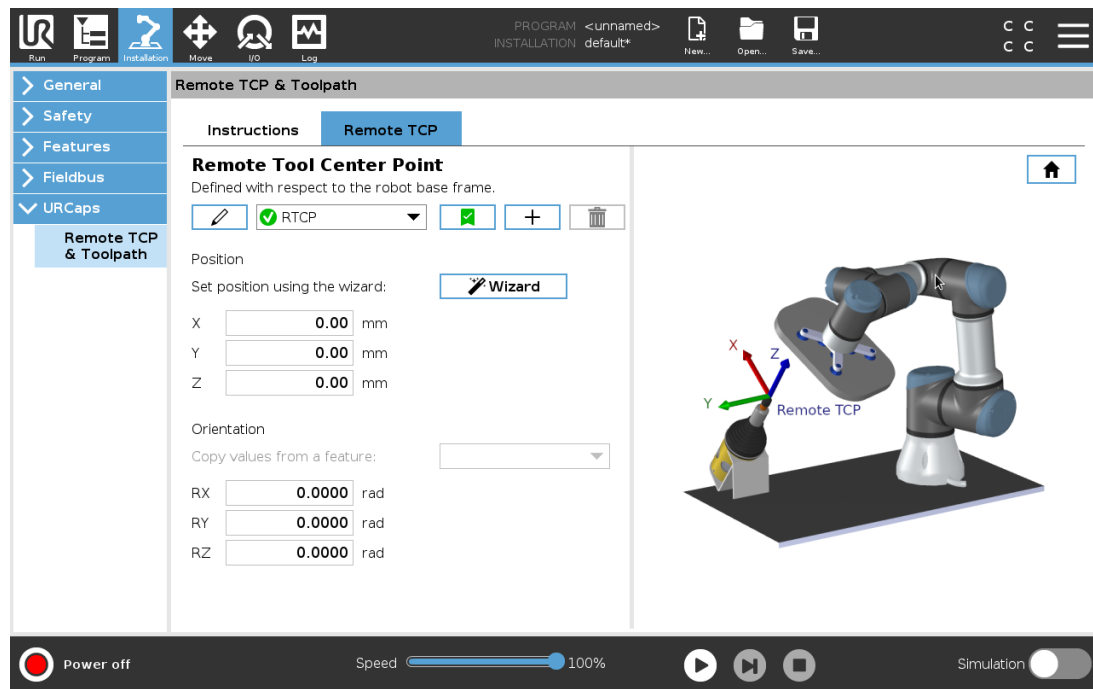 PROGRAM <unnamed>
INSTALLATION default*
C C
C C
UR
Run Program Installation Move I/O Log New... Open... Save...
General
Safety
Features
Fieldbus
URCaps
Remote TCP
& Toolpath
Remote TCP & Toolpath
Instructions Remote TCP
Remote Tool Center Point
Defined with respect to the robot base frame.
RTCP
Position
Set position using the wizard: Wizard
X 0.00 mm
Y 0.00 mm
Z 0.00 mm
Orientation
Copy values from a feature:
RX 0.0000 rad
RY 0.0000 rad
RZ 0.0000 rad
X
Z
Y
Remote TCP
Power off Speed 100% Simulation